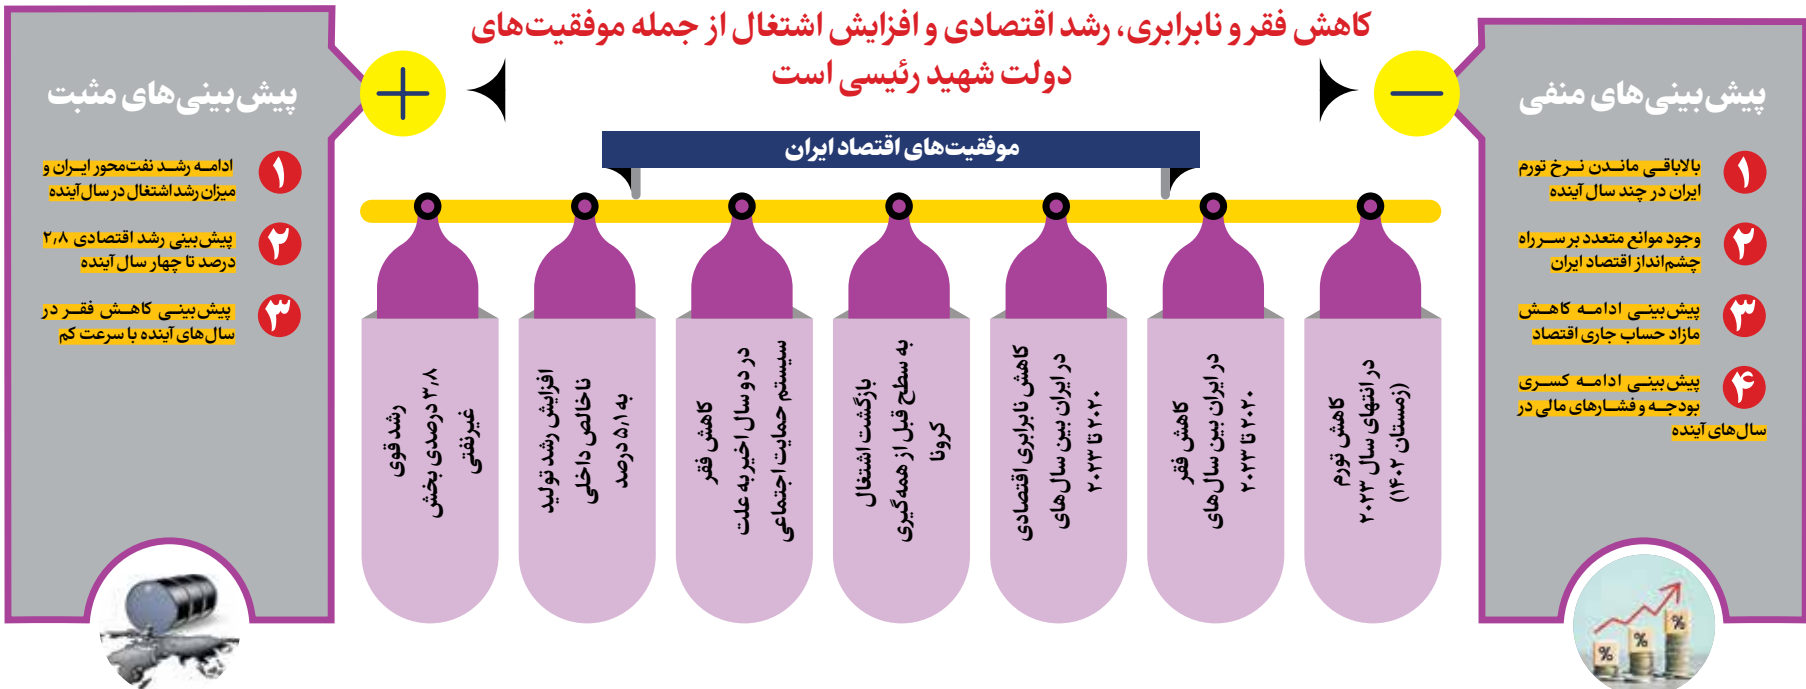 کاهش فقر و نابرابری، رشد اقتصادی و افزایش اشتغال از جمله موفقیت‌های
دولت شهید رئیسی است
پیش‌بینی‌های منفی
۱
بالاباقی ماندن نرخ تورم
ایران در چند سال آینده
۲
وجود موانع متعدد بر سر راه
چشم‌انداز اقتصاد ایران
۳
پیش‌بینی ادامه کاهش
مازاد حساب جاری اقتصاد
۴
پیش‌بینی ادامه کسری
بودجه و فشارهای مالی در
سال‌های آینده
% % %
موفقیت‌های اقتصاد ایران
کاهش تورم
در انتهای سال ۲۰۲۳
(زمستان ۱۴۰۲)
کاهش فقر
در ایران بین سال‌های
۲۰۲۰ تا ۲۰۲۳
کاهش نابرابری اقتصادی
در ایران بین سال‌های
۲۰۲۰ تا ۲۰۲۳
بازگشت اشتغال
به سطح قبل از همه‌گیری
کرونا
کاهش فقر
در دو سال اخیر به علت
سیستم حمایت اجتماعی
افزایش رشد تولید
ناخالص داخلی
به ۵٫۱ درصد
رشد قوی
۳٫۸ درصدی بخش
غیرنفتی
پیش‌بینی‌های مثبت
۱
ادامه رشد نفت‌محور ایران و
میزان رشد اشتغال در سال آینده
۲
پیش‌بینی رشد اقتصادی ۲٫۸
درصد تا چهار سال آینده
۳
پیش‌بینی کاهش فقر در
سال‌های آینده با سرعت کم